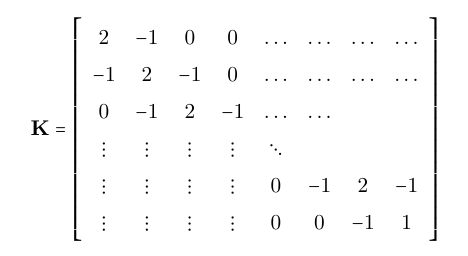 2 −1 0 0 … … … …
−1 2 −1 0 … … … …
0 −1 2 −1 … …
K =
⋮ ⋮ ⋮ ⋮ ⋱
⋮ ⋮ ⋮ ⋮ 0 −1 2 −1
⋮ ⋮ ⋮ ⋮ 0 0 −1 1